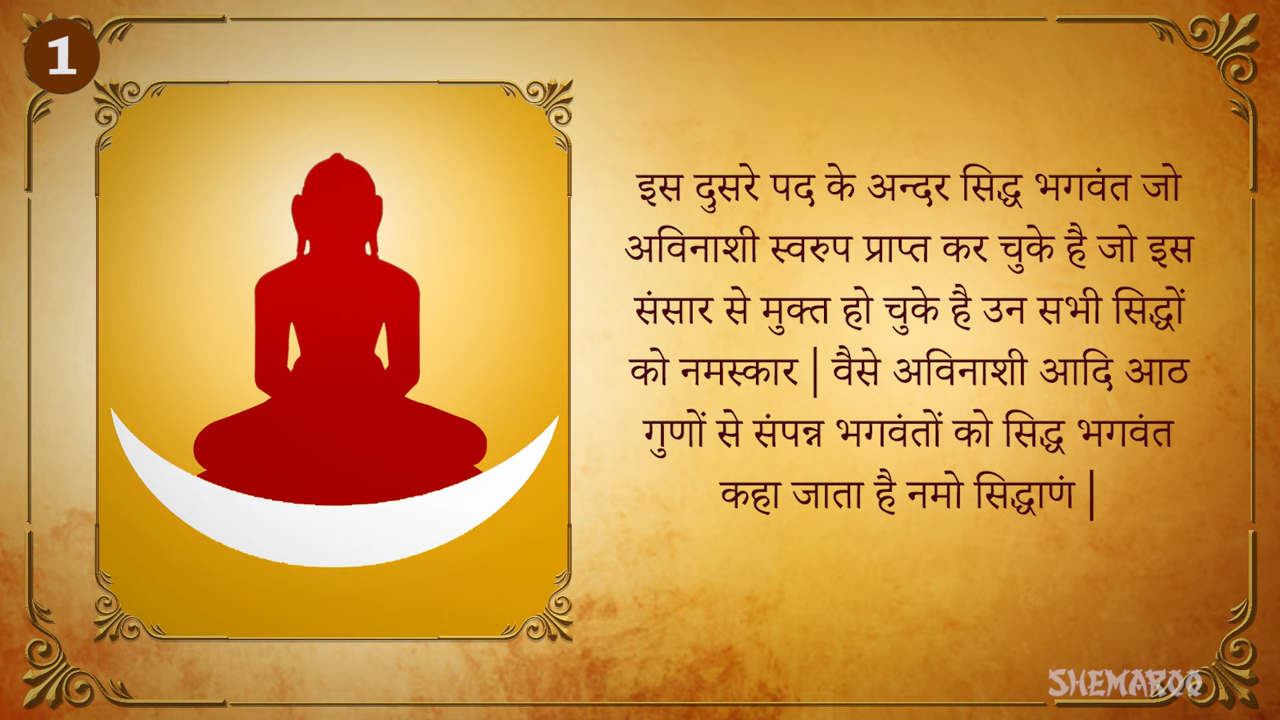 1
इस दुसरे पद के अन्दर सिद्ध भगवंत जो
अविनाशी स्वरुप प्राप्त कर चुके है जो इस
संसार से मुक्त हो चुके है उन सभी सिद्धों
को नमस्कार | वैसे अविनाशी आदि आठ
गुणों से संपन्न भगवंतों को सिद्ध भगवंत
कहा जाता है नमो सिद्धाणं |
SHEMAROO